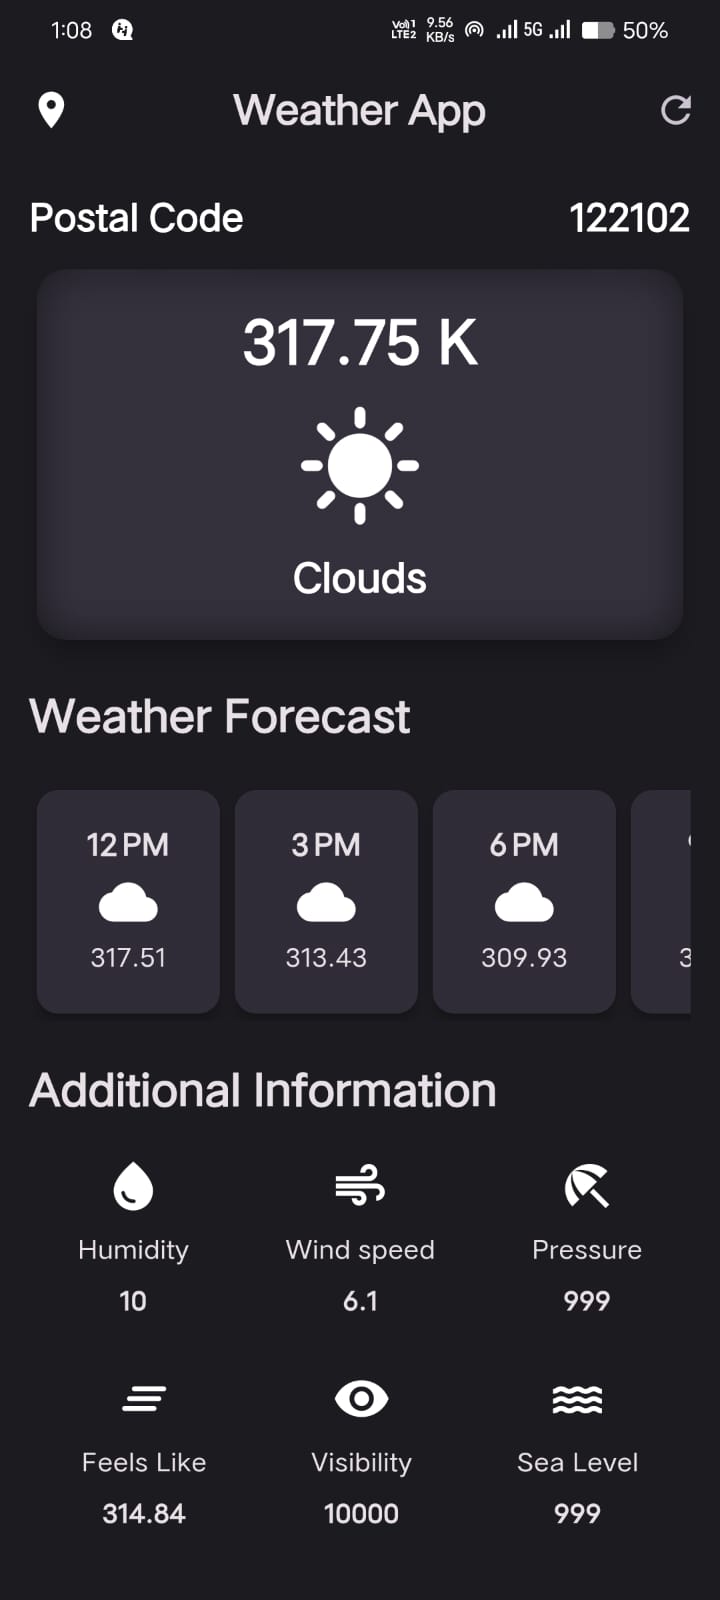 1:08 Vo)) 1 LTE2 9.56 KB/s 5G 50%
Weather App
Postal Code 122102
317.75 K
Clouds
Weather Forecast
12 PM 3 PM 6 PM
317.51 313.43 309.93 3
Additional Information
Humidity Wind speed Pressure
10 6.1 999
Feels Like Visibility Sea Level
314.84 10000 999